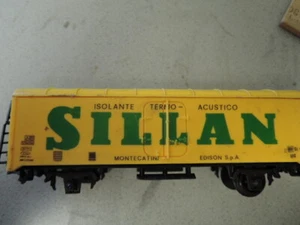 ISOLANTE TERMO - ACUSTICO
SILLAN
MONTECATINI EDISON S.p.A.